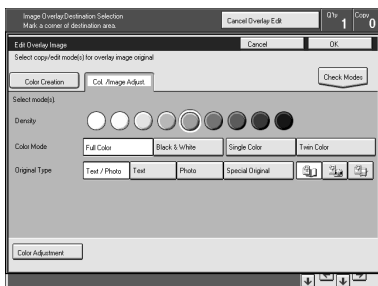 Image Overlay:Destination Selection
Mark a corner of destination area.
Cancel Overlay Edit
Q'ty 1
Copy 0
Edit Overlay Image
Cancel
OK
Select copy/edit mode(s) for overlay image original
Color Creation
Col. /Image Adjust.
Check Modes
Select mode(s).
Density
Color Mode
Full Color
Black & White
Single Color
Twin Color
Original Type
Text / Photo
Text
Photo
Special Original
Color Adjustment